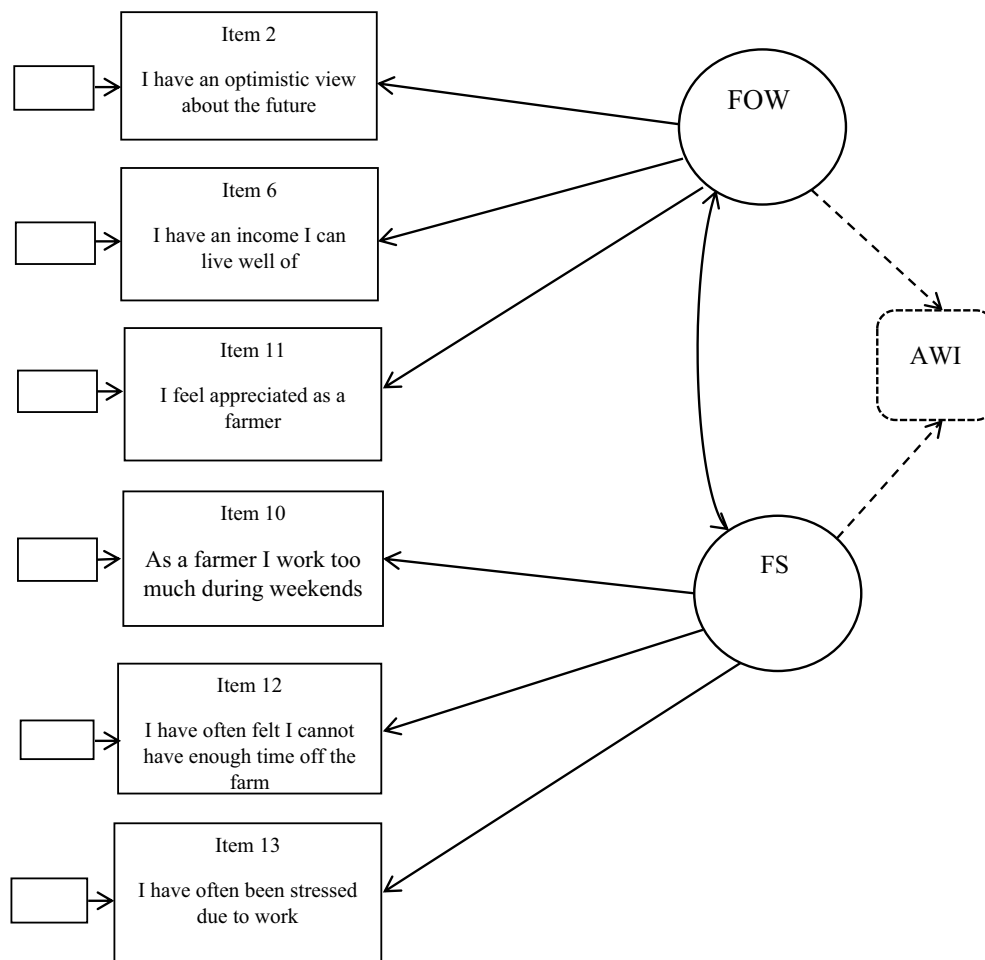 Item 2
I have an optimistic view
about the future
FOW
Item 6
I have an income I can
live well of
Item 11
I feel appreciated as a
farmer
AWI
Item 10
As a farmer I work too
much during weekends
FS
Item 12
I have often felt I cannot
have enough time off the
farm
Item 13
I have often been stressed
due to work